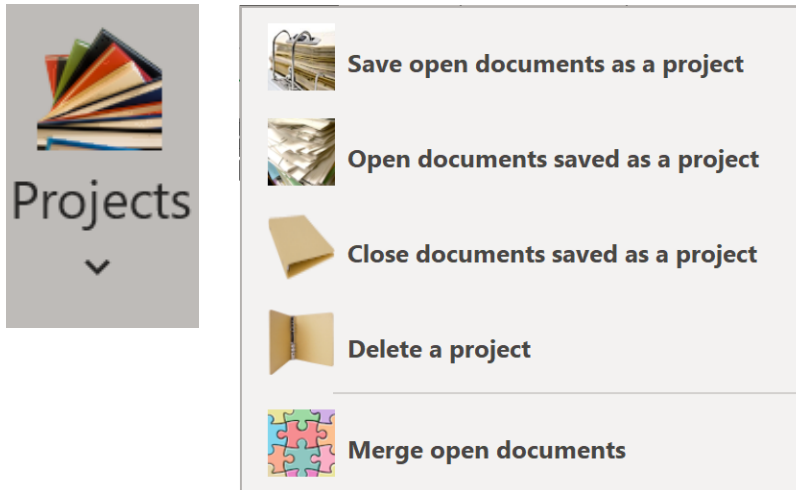 Projects
Save open documents as a project
Open documents saved as a project
Close documents saved as a project
Delete a project
Merge open documents